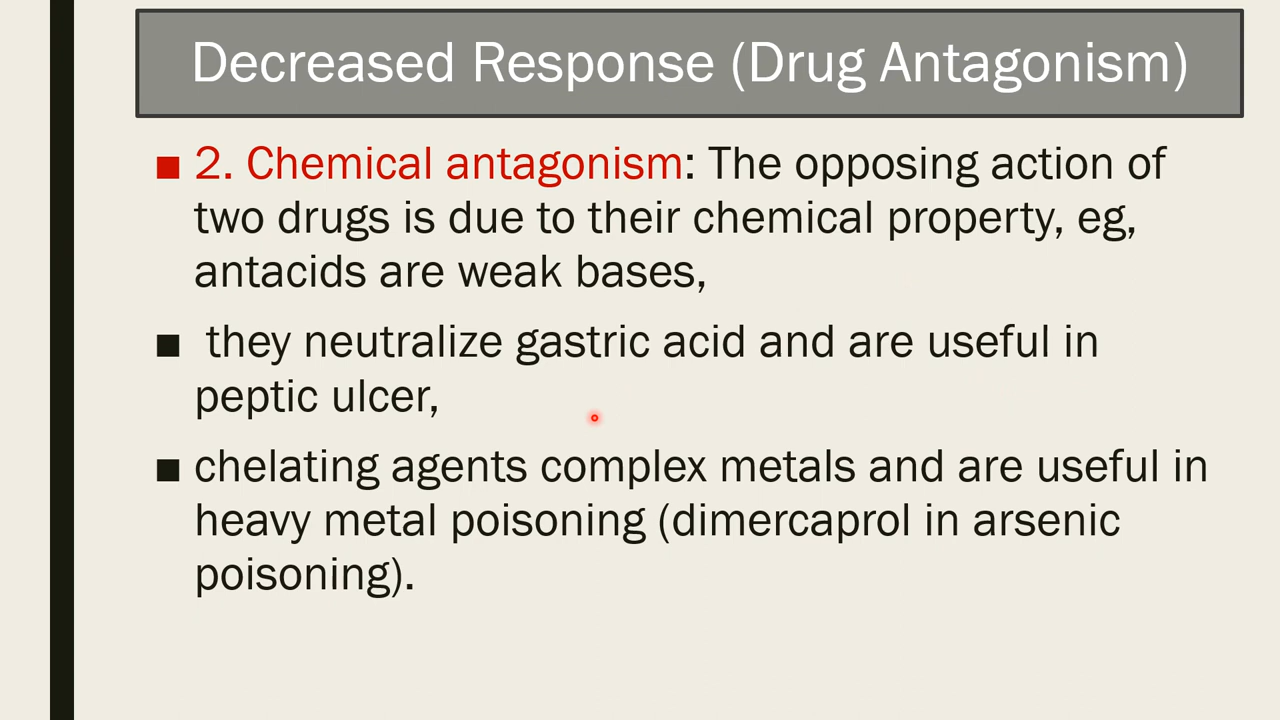 Decreased Response (Drug Antagonism)
■ 2. Chemical antagonism: The opposing action of
two drugs is due to their chemical property, eg,
antacids are weak bases,
■ they neutralize gastric acid and are useful in
peptic ulcer,
■ chelating agents complex metals and are useful in
heavy metal poisoning (dimercaprol in arsenic
poisoning).